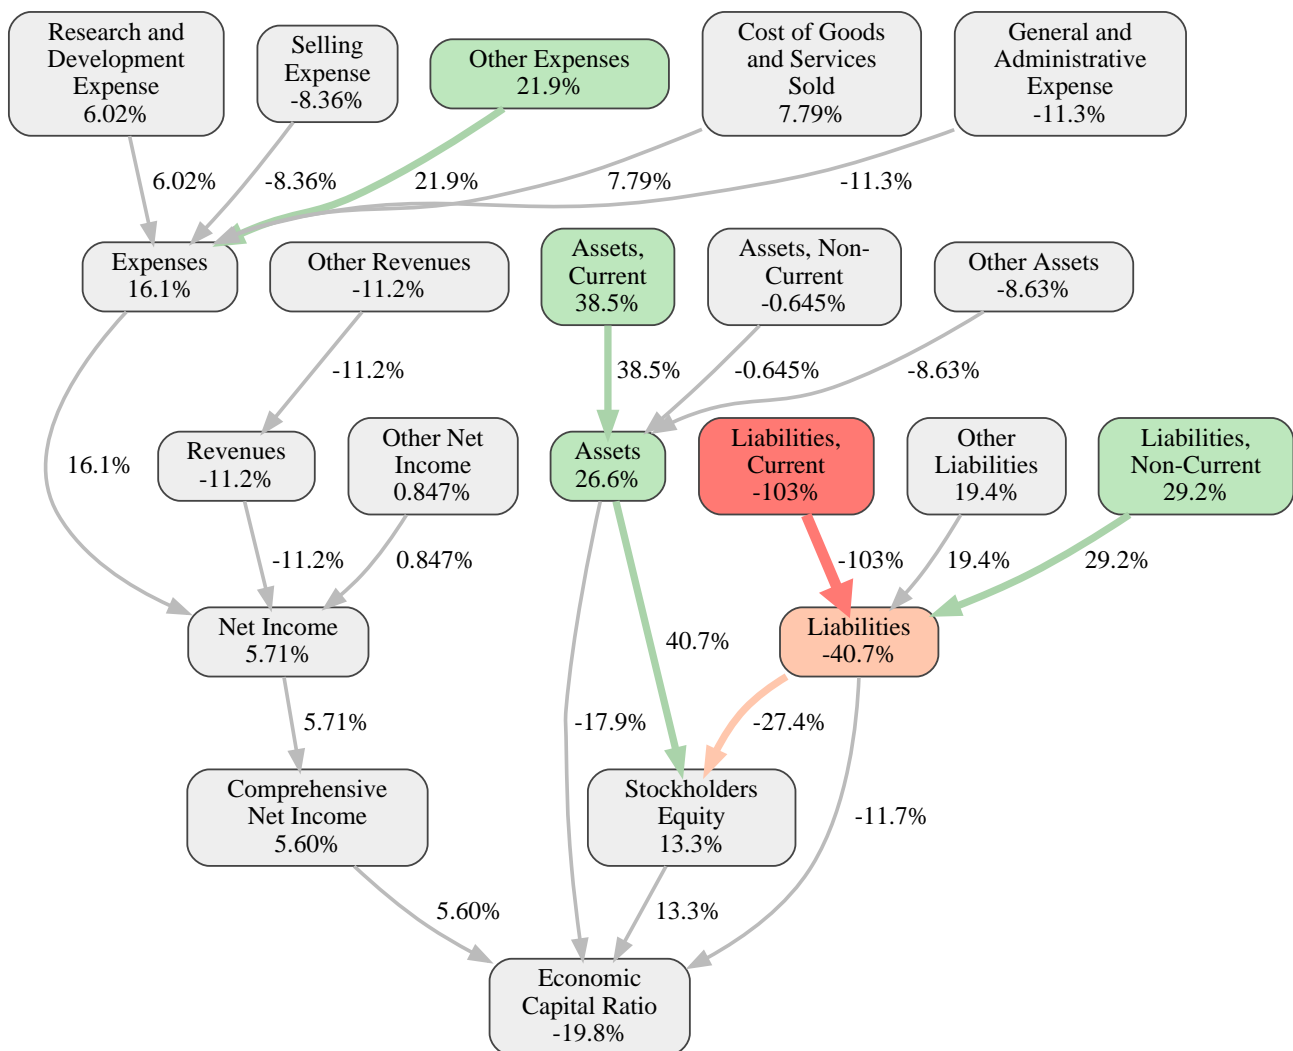 Research and
Development
Expense
6.02%
Selling
Expense
-8.36%
Other Expenses
21.9%
Cost of Goods
and Services
Sold
7.79%
General and
Administrative
Expense
-11.3%
6.02%
-8.36%
21.9%
7.79%
-11.3%
Expenses
16.1%
Other Revenues
-11.2%
Assets,
Current
38.5%
Assets, Non-
Current
-0.645%
Other Assets
-8.63%
-11.2%
38.5%
-0.645%
-8.63%
16.1%
Revenues
-11.2%
Other Net
Income
0.847%
Assets
26.6%
Liabilities,
Current
-103%
Other
Liabilities
19.4%
Liabilities,
Non-Current
29.2%
-11.2%
0.847%
-103%
19.4%
29.2%
Net Income
5.71%
40.7%
Liabilities
-40.7%
5.71%
-17.9%
-27.4%
Comprehensive
Net Income
5.60%
Stockholders
Equity
13.3%
-11.7%
5.60%
13.3%
Economic
Capital Ratio
-19.8%